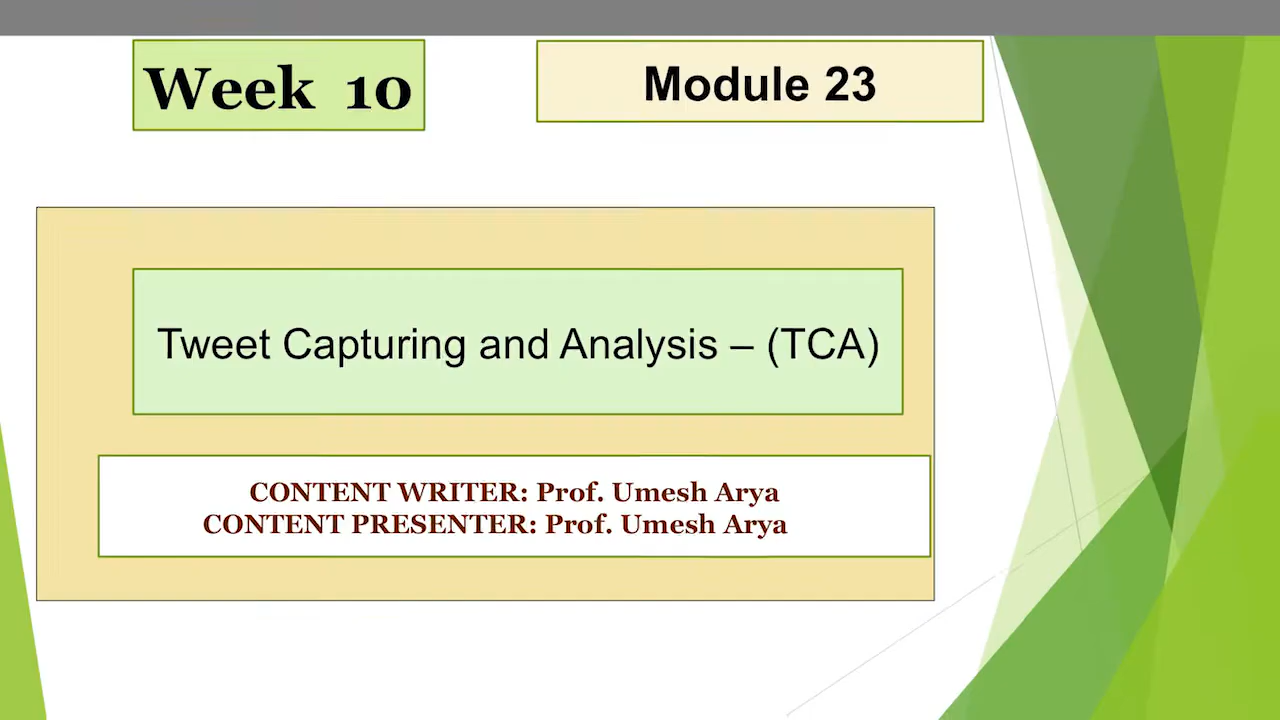 Week 10
Module 23
Tweet Capturing and Analysis – (TCA)
CONTENT WRITER: Prof. Umesh Arya
CONTENT PRESENTER: Prof. Umesh Arya